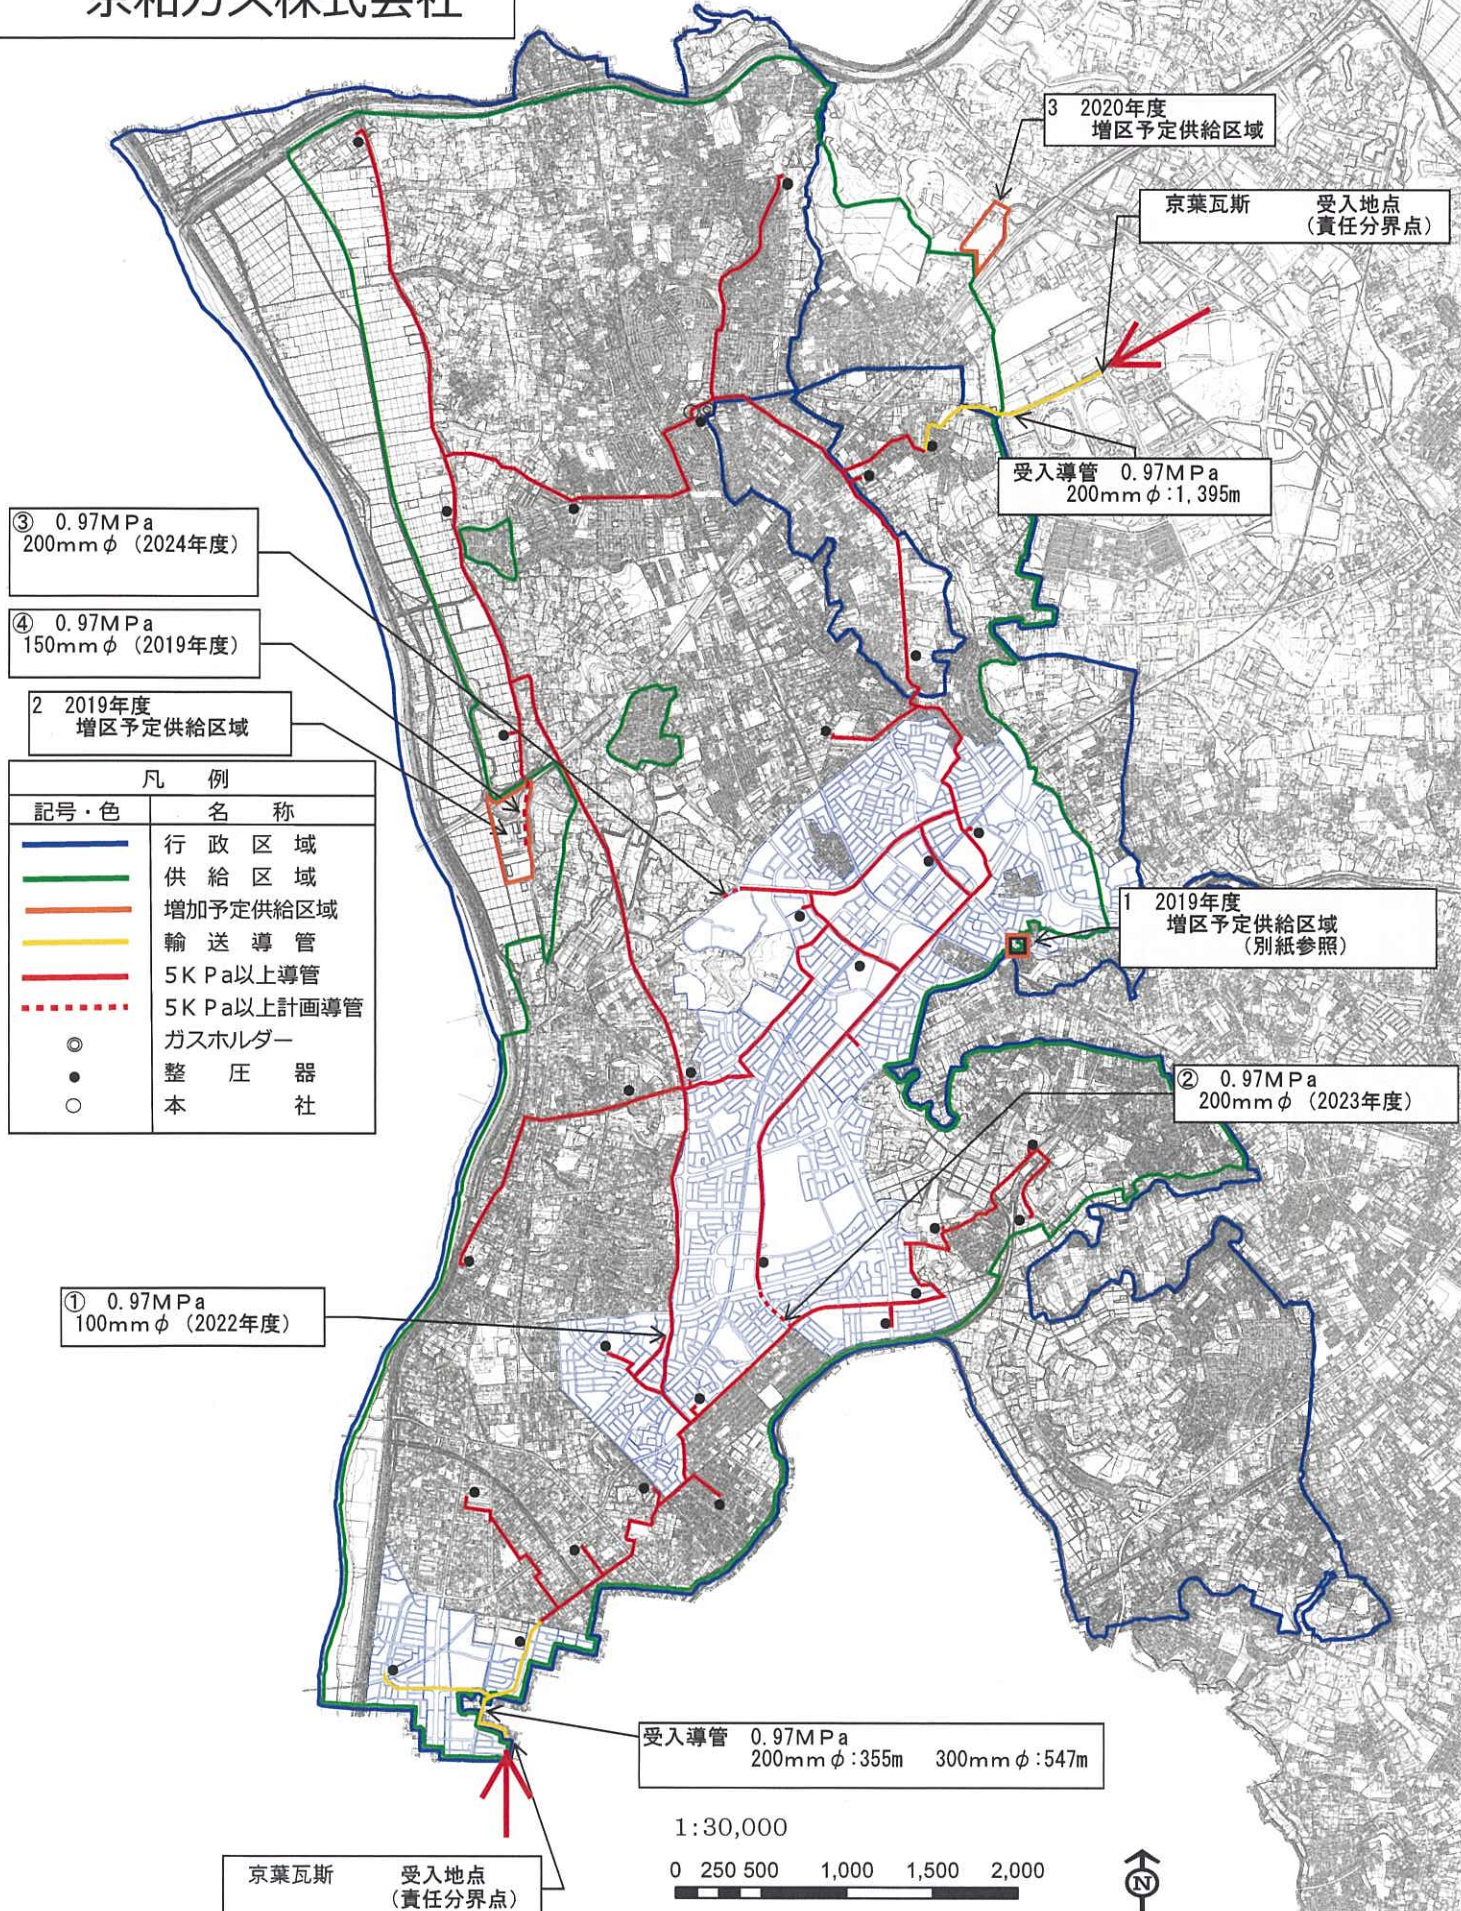 京和ガス株式会社
3 2020年度
増区予定供給区域
京葉瓦斯 受入地点
(責任分界点)
受入導管 0.97MPa
200mmφ:1,395m
③ 0.97MPa
200mmφ (2024年度)
④ 0.97MPa
150mmφ (2019年度)
2 2019年度
増区予定供給区域
凡例
記号・色 名称
行政区域
供給区域
増加予定供給区域
輸送導管
5KPa以上導管
5KPa以上計画導管
ガスホルダー
整圧器
本社
1 2019年度
増区予定供給区域
(別紙参照)
② 0.97MPa
200mmφ (2023年度)
① 0.97MPa
100mmφ (2022年度)
受入導管 0.97MPa
200mmφ:355m 300mmφ:547m
京葉瓦斯 受入地点
(責任分界点)
1:30,000
0 250 500 1,000 1,500 2,000
N